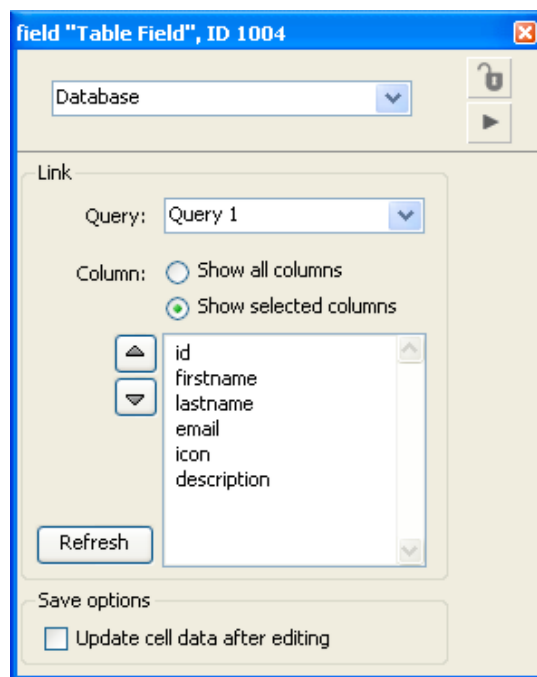 field "Table Field", ID 1004
Database
Link
Query: Query 1
Column: Show all columns
Show selected columns
id
firstname
lastname
email
icon
description
Refresh
Save options
Update cell data after editing